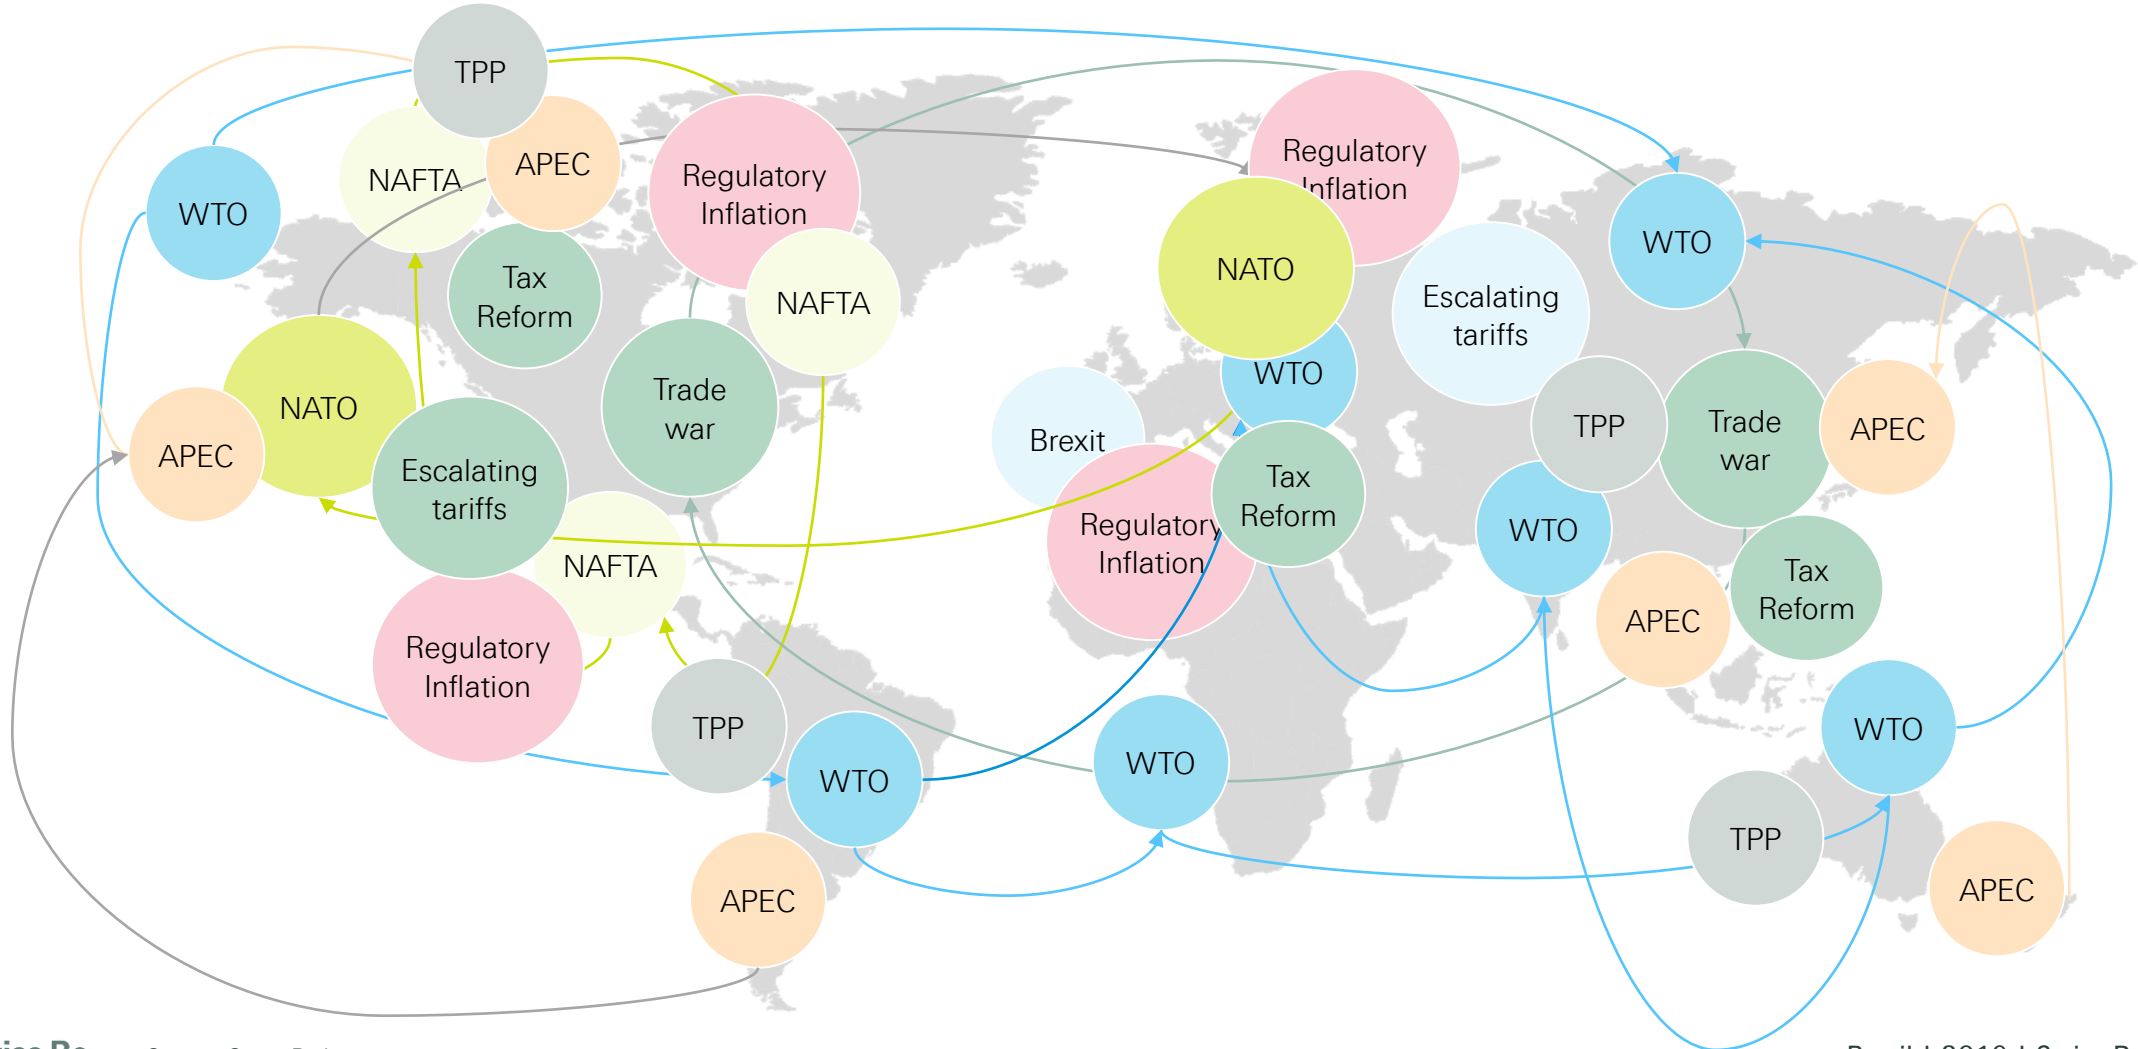 TPP
NAFTA
APEC
WTO
Regulatory
Inflation
Tax
Reform
NAFTA
NATO
APEC
Escalating
tariffs
Trade
war
NAFTA
Regulatory
Inflation
TPP
WTO
APEC
Regulatory
Inflation
NATO
WTO
Escalating
tariffs
WTO
Brexit
Regulatory
Inflation
Tax
Reform
TPP
Trade
war
APEC
WTO
APEC
Tax
Reform
WTO
WTO
TPP
APEC